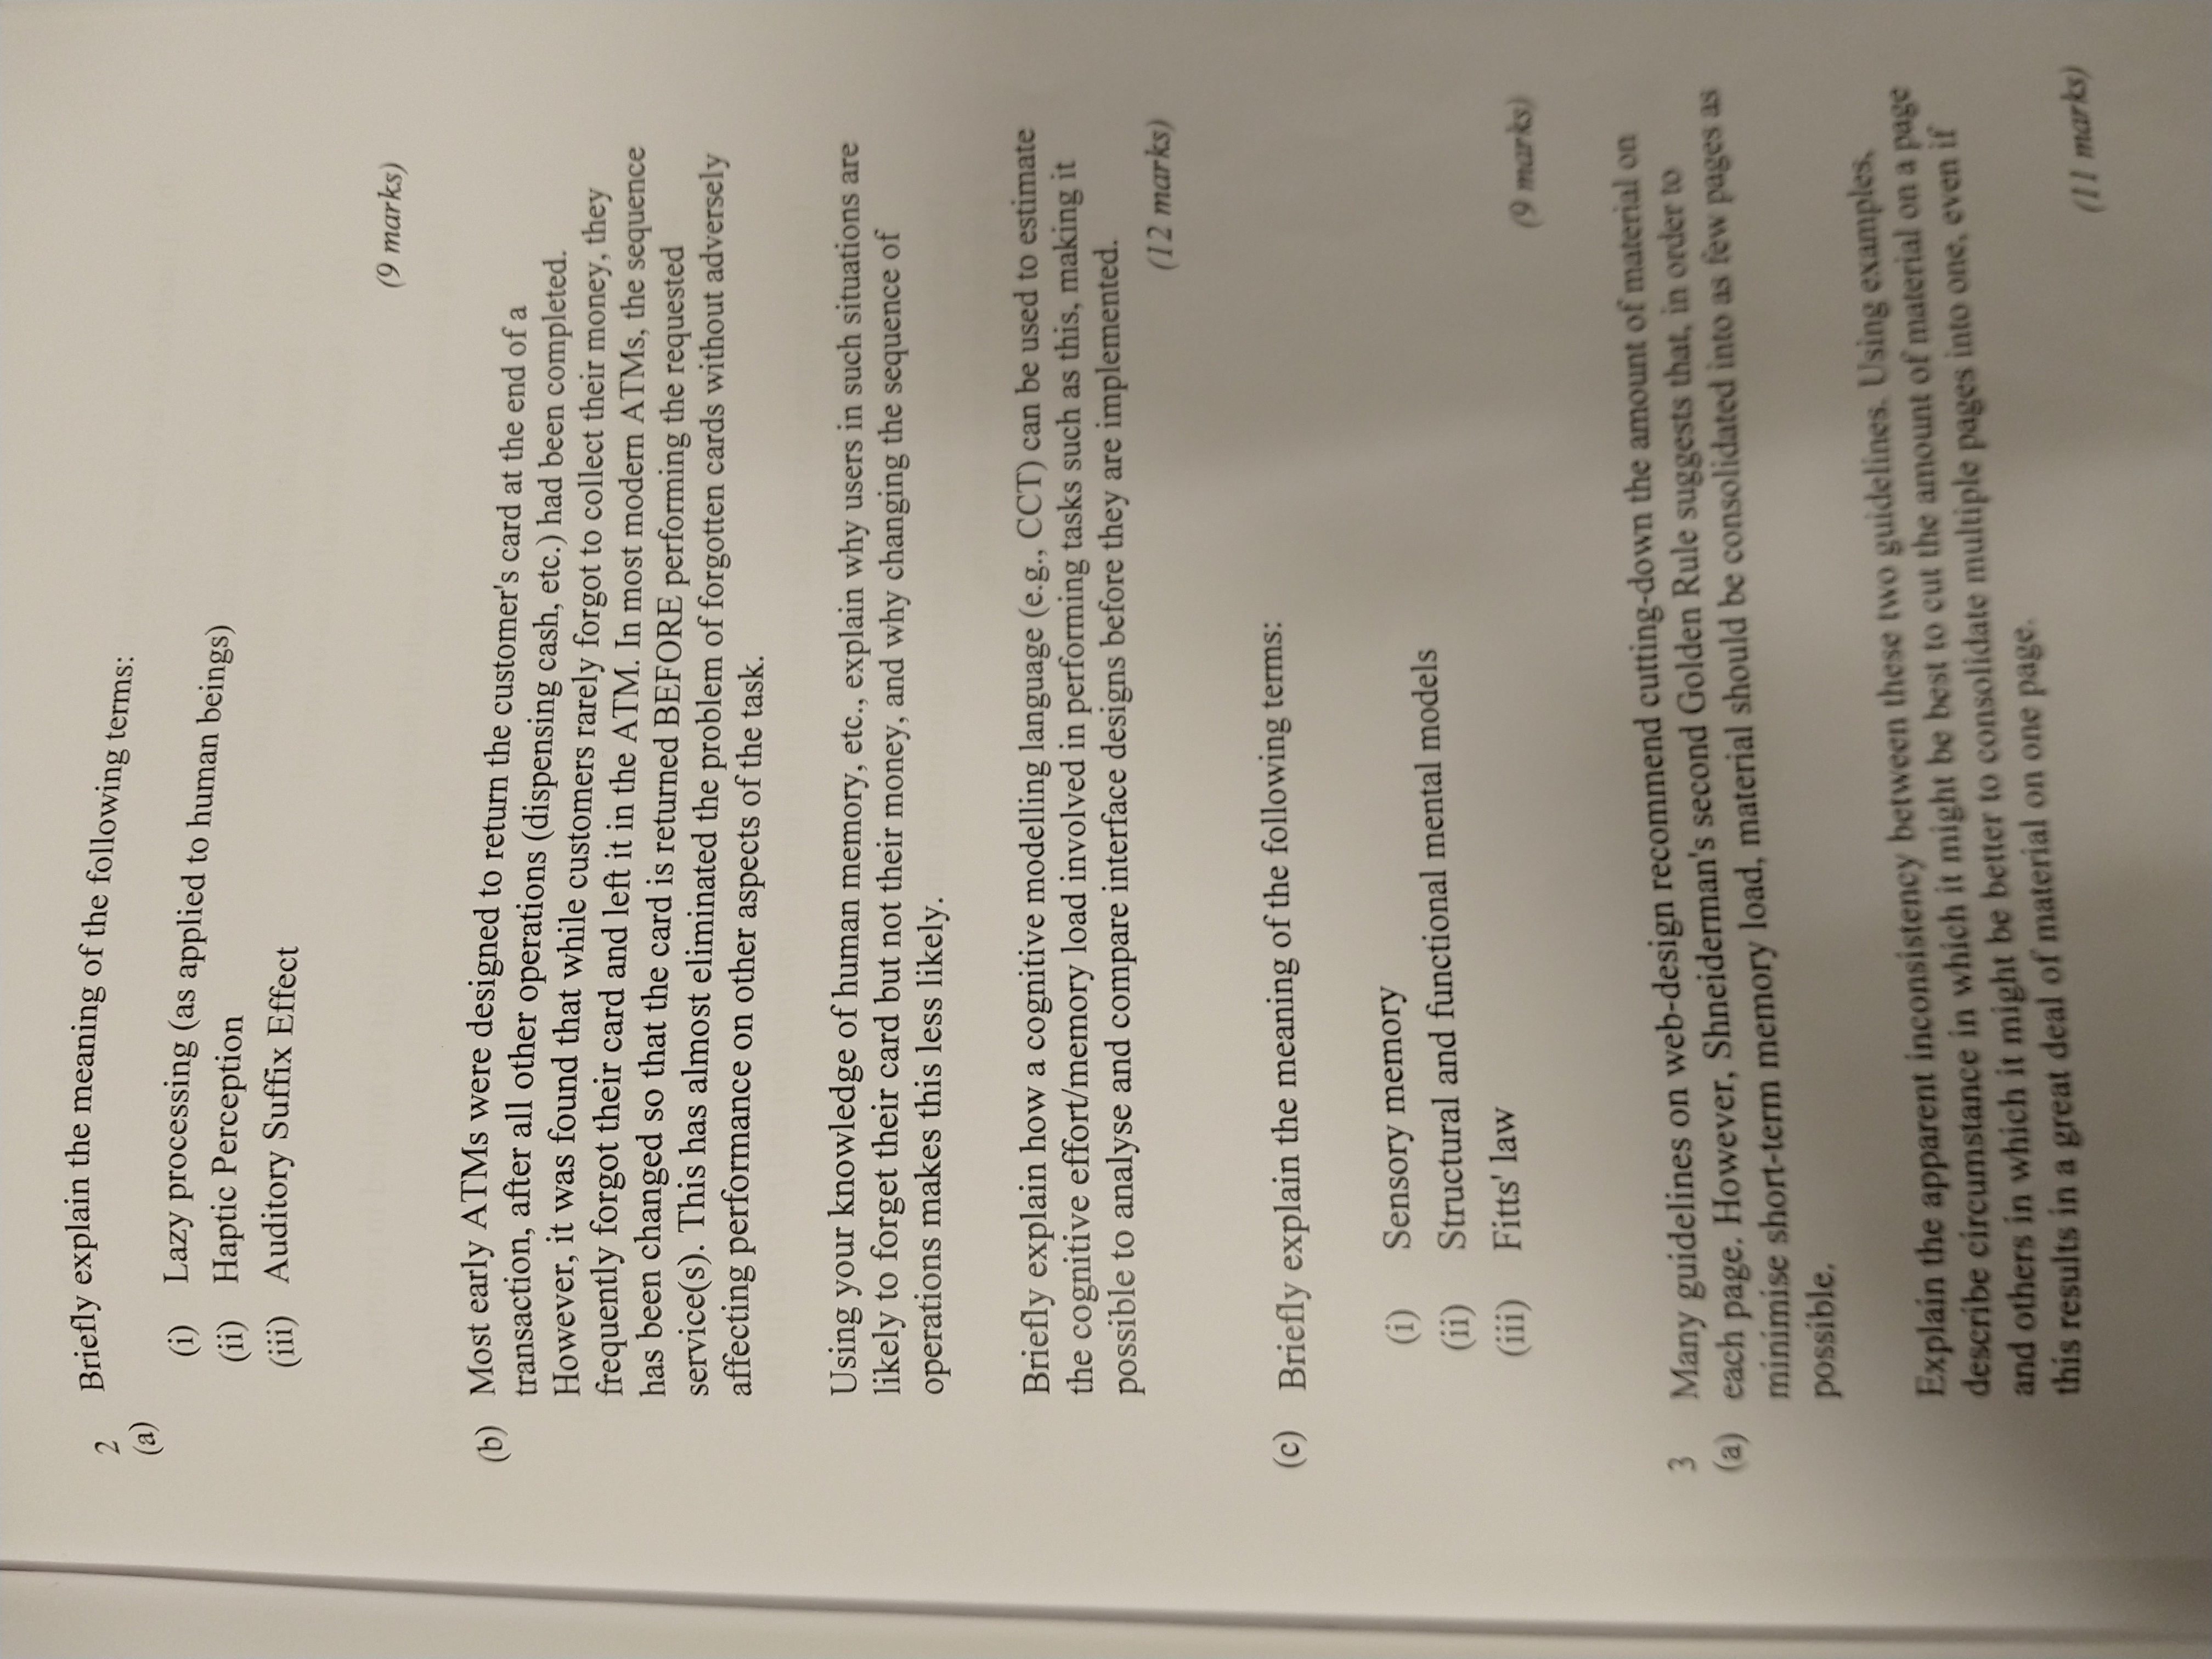 2 Briefly explain the meaning of the following terms:
(a)
(i) Lazy processing (as applied to human beings)
(ii) Haptic Perception
(iii) Auditory Suffix Effect
(9 marks)
(b) Most early ATMs were designed to return the customer's card at the end of a
transaction, after all other operations (dispensing cash, etc.) had been completed.
However, it was found that while customers rarely forgot to collect their money, they
frequently forgot their card and left it in the ATM. In most modern ATMs, the sequence
has been changed so that the card is returned BEFORE performing the requested
service(s). This has almost eliminated the problem of forgotten cards without adversely
affecting performance on other aspects of the task.
Using your knowledge of human memory, etc., explain why users in such situations are
likely to forget their card but not their money, and why changing the sequence of
operations makes this less likely.
Briefly explain how a cognitive modelling language (e.g., CCT) can be used to estimate
the cognitive effort/memory load involved in performing tasks such as this, making it
possible to analyse and compare interface designs before they are implemented.
(12 marks)
(c) Briefly explain the meaning of the following terms:
(i) Sensory memory
(ii) Structural and functional mental models
(iii) Fitts' law
(9 marks)
3 Many guidelines on web-design recommend cutting-down the amount of material on
(a) each page. However, Shneiderman's second Golden Rule suggests that, in order to
minimise short-term memory load, material should be consolidated into as few pages as
possible.
Explain the apparent inconsistency between these two guidelines. Using examples,
describe circumstance in which it might be best to cut the amount of material on a page
and others in which it might be better to consolidate multiple pages into one, even if
this results in a great deal of material on one page.
(11 marks)